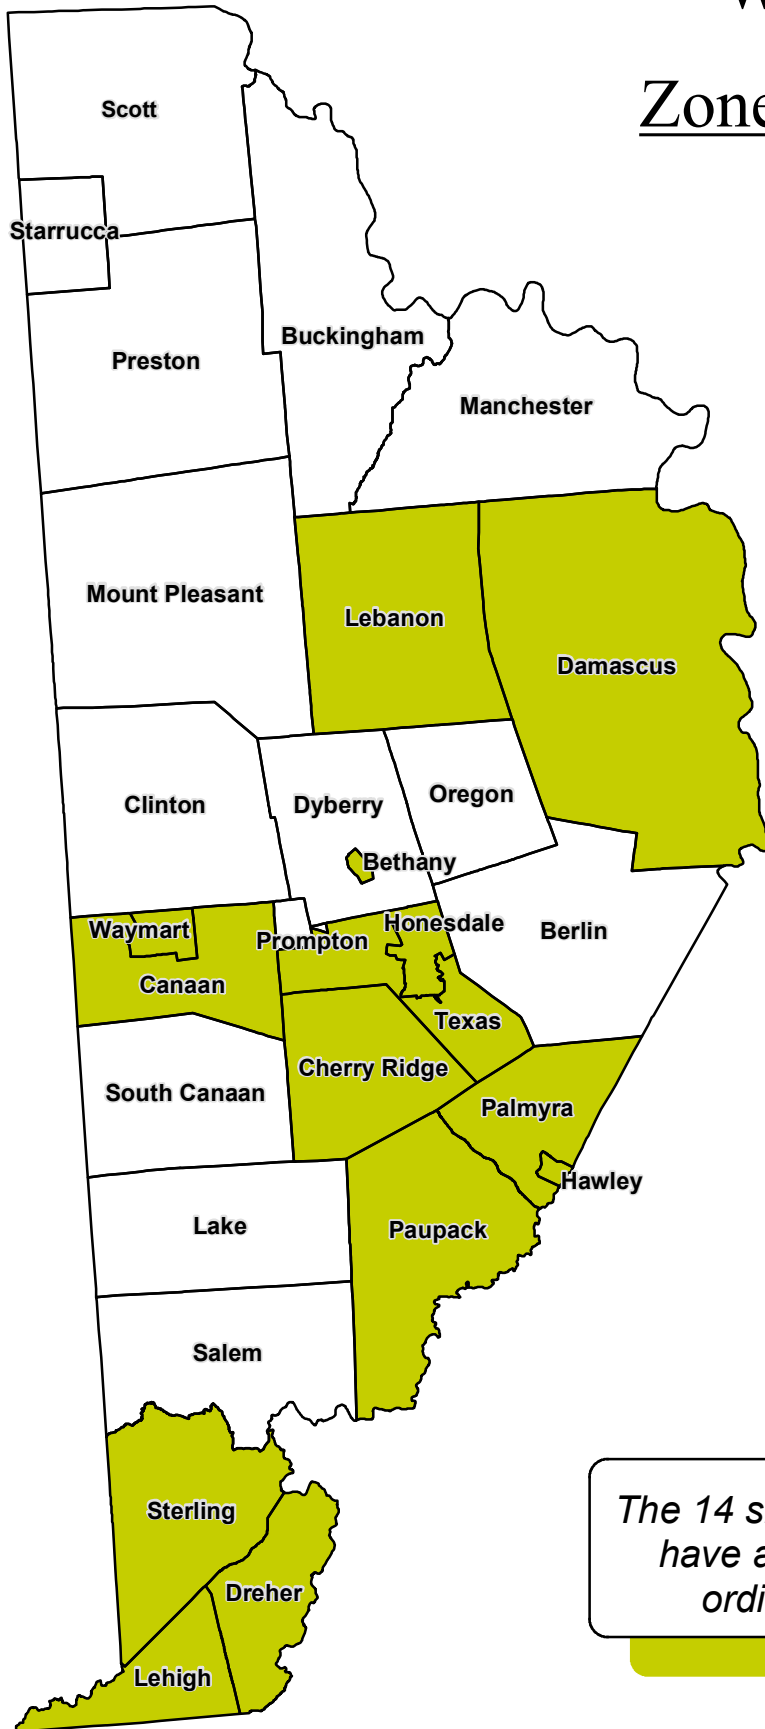 Zone
Scott
Starrucca
Buckingham
Preston
Manchester
Mount Pleasant
Lebanon
Damascus
Clinton
Dyberry
Oregon
Bethany
Waymart
Prompton
Honesdale
Berlin
Canaan
Texas
Cherry Ridge
South Canaan
Palmyra
Hawley
Lake
Paupack
Salem
Sterling
The 14 s
have a
ordi
Dreher
Lehigh